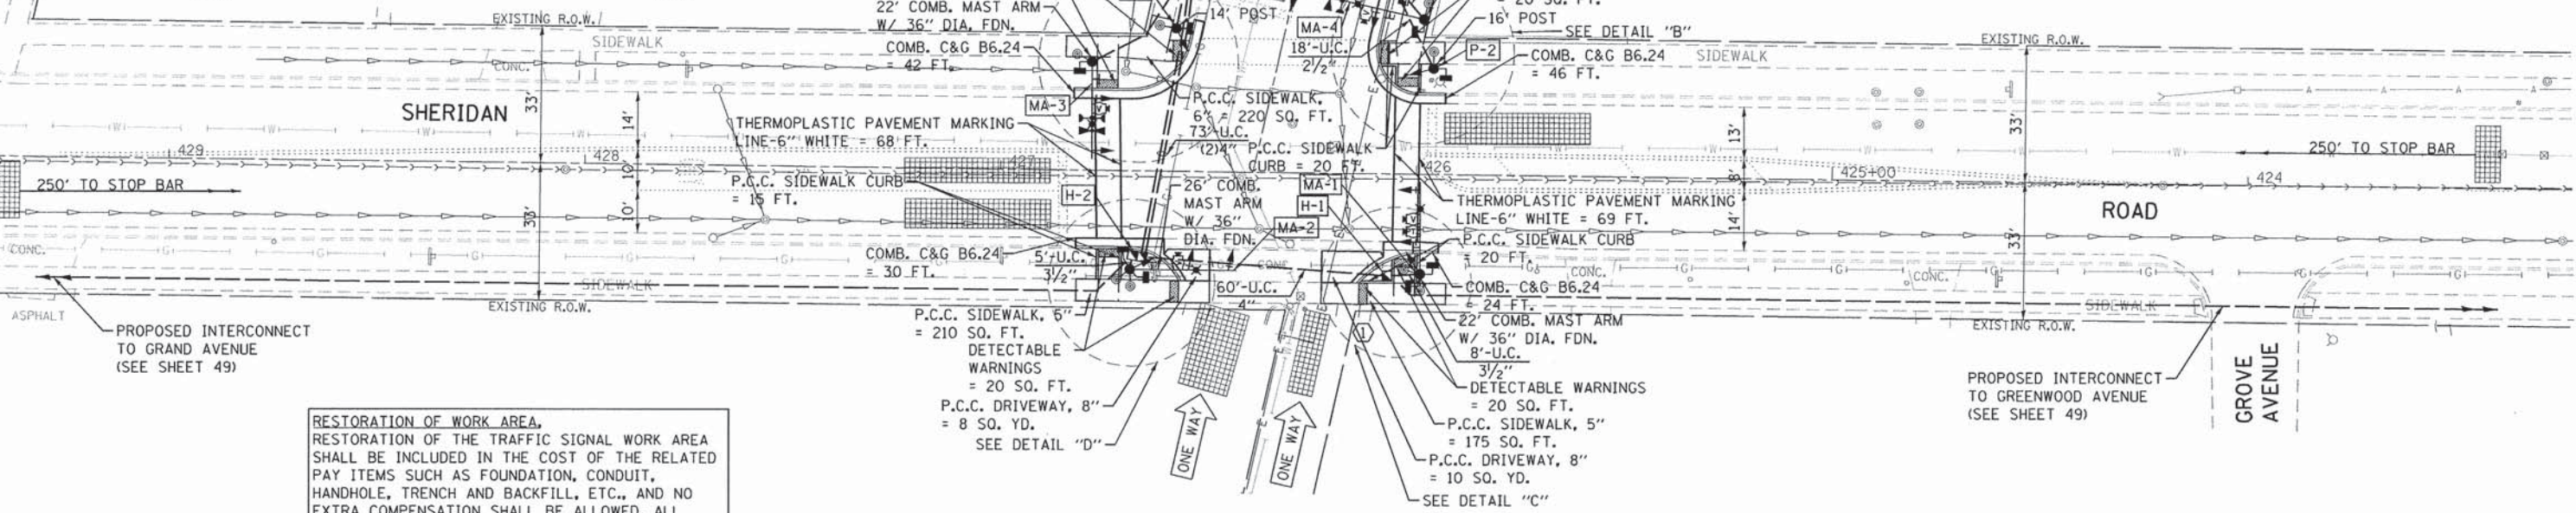 22' COMB. MAST ARM
W/ 36" DIA. FDN.
COMB. C&G B6.24
= 42 FT.
EXISTING R.O.W.
SIDEWALK
CONC.
SHERIDAN
33'
33'
14'
10'
10'
14' POST
MA-4
18'-U.C.
2 1/2"
16' POST
SEE DETAIL "B"
P-2
COMB. C&G B6.24
= 46 FT.
SIDEWALK
EXISTING R.O.W.
MA-3
THERMOPLASTIC PAVEMENT MARKING
LINE-6" WHITE = 68 FT.
P.C.C. SIDEWALK,
6" = 220 SQ. FT.
73'-U.C.
(2)4"
P.C.C. SIDEWALK
CURB = 20 FT.
429
428
427
426
425+00
424
250' TO STOP BAR
250' TO STOP BAR
P.C.C. SIDEWALK CURB
= 15 FT.
H-2
26' COMB.
MAST ARM
W/ 36"
DIA. FDN.
MA-1
H-1
MA-2
THERMOPLASTIC PAVEMENT MARKING
LINE-6" WHITE = 69 FT.
13'
8'
14'
33'
33'
ROAD
COMB. C&G B6.24
= 30 FT.
5'-U.C.
3 1/2"
60'-U.C.
4"
CONC.
P.C.C. SIDEWALK CURB
= 20 FT.
CONC.
CONC.
COMB. C&G B6.24
= 24 FT.
22' COMB. MAST ARM
W/ 36" DIA. FDN.
8'-U.C.
3 1/2"
DETECTABLE WARNINGS
= 20 SQ. FT.
P.C.C. SIDEWALK, 5"
= 175 SQ. FT.
P.C.C. DRIVEWAY, 8"
= 10 SQ. YD.
SEE DETAIL "C"
1
CONC.
SIDEWALK
EXISTING R.O.W.
ASPHALT
PROPOSED INTERCONNECT
TO GRAND AVENUE
(SEE SHEET 49)
P.C.C. SIDEWALK, 5"
= 210 SQ. FT.
DETECTABLE
WARNINGS
= 20 SQ. FT.
P.C.C. DRIVEWAY, 8"
= 8 SQ. YD.
SEE DETAIL "D"
ONE WAY
ONE WAY
SIDEWALK
EXISTING R.O.W.
PROPOSED INTERCONNECT
TO GREENWOOD AVENUE
(SEE SHEET 49)
GROVE
AVENUE
RESTORATION OF WORK AREA.
RESTORATION OF THE TRAFFIC SIGNAL WORK AREA
SHALL BE INCLUDED IN THE COST OF THE RELATED
PAY ITEMS SUCH AS FOUNDATION, CONDUIT,
HANDHOLE, TRENCH AND BACKFILL, ETC., AND NO
EXTRA COMPENSATION SHALL BE ALLOWED. ALL